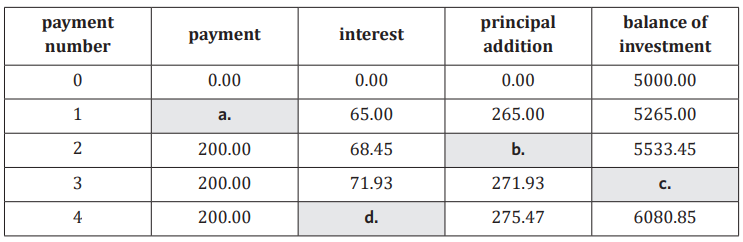 payment number payment interest principal addition balance of investment
0 0.00 0.00 0.00 5000.00
1 a. 65.00 265.00 5265.00
2 200.00 68.45 b. 5533.45
3 200.00 71.93 271.93 c.
4 200.00 d. 275.47 6080.85